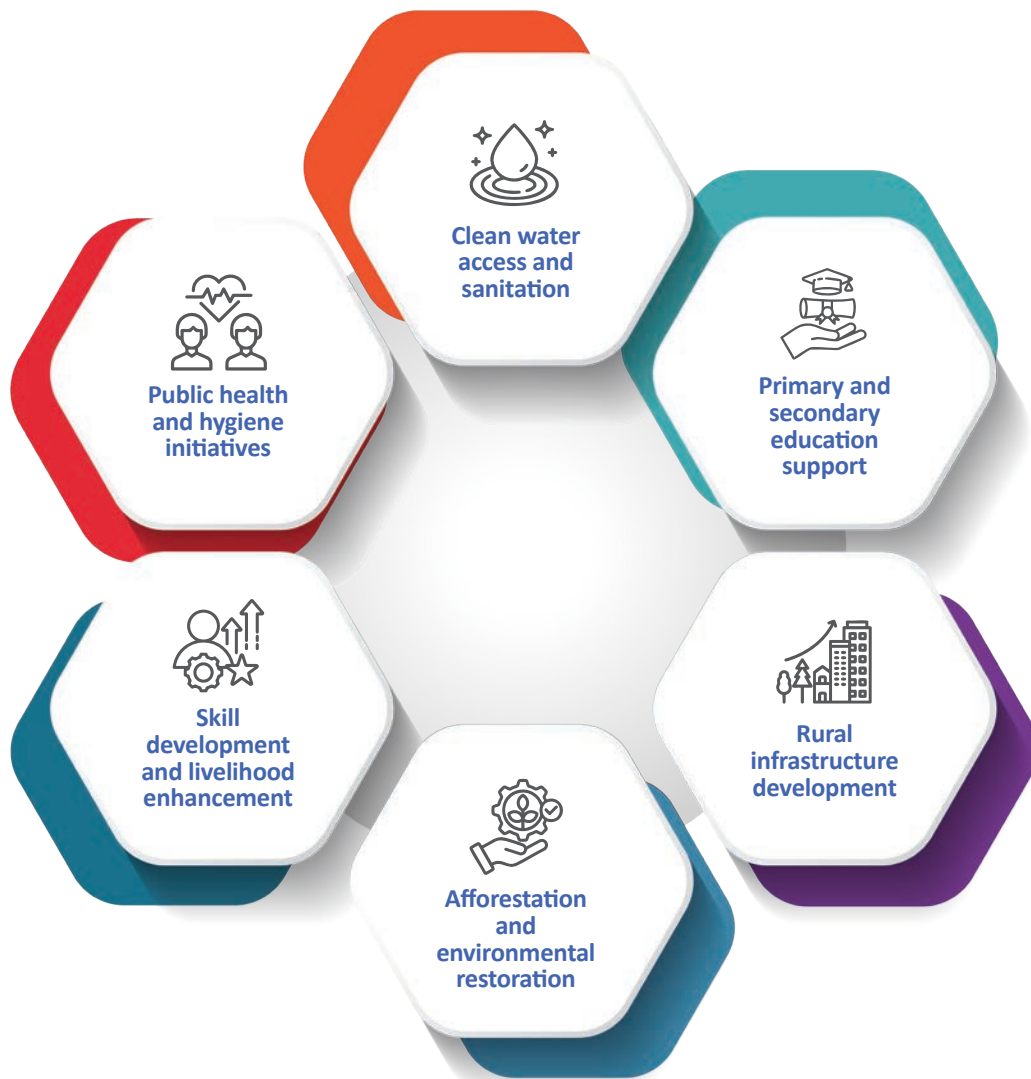 Clean water
access and
sanitation
Primary and
secondary
education
support
Rural
infrastructure
development
Afforestation
and
environmental
restoration
Skill
development
and livelihood
enhancement
Public health
and hygiene
initiatives